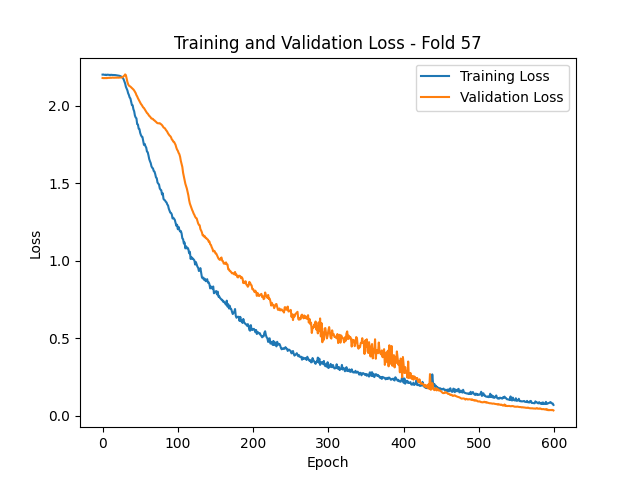 Training and Validation Loss - Fold 57
Training Loss
Validation Loss
2.0
1.5
1.0
0.5
0.0
Loss
0 100 200 300 400 500 600
Epoch